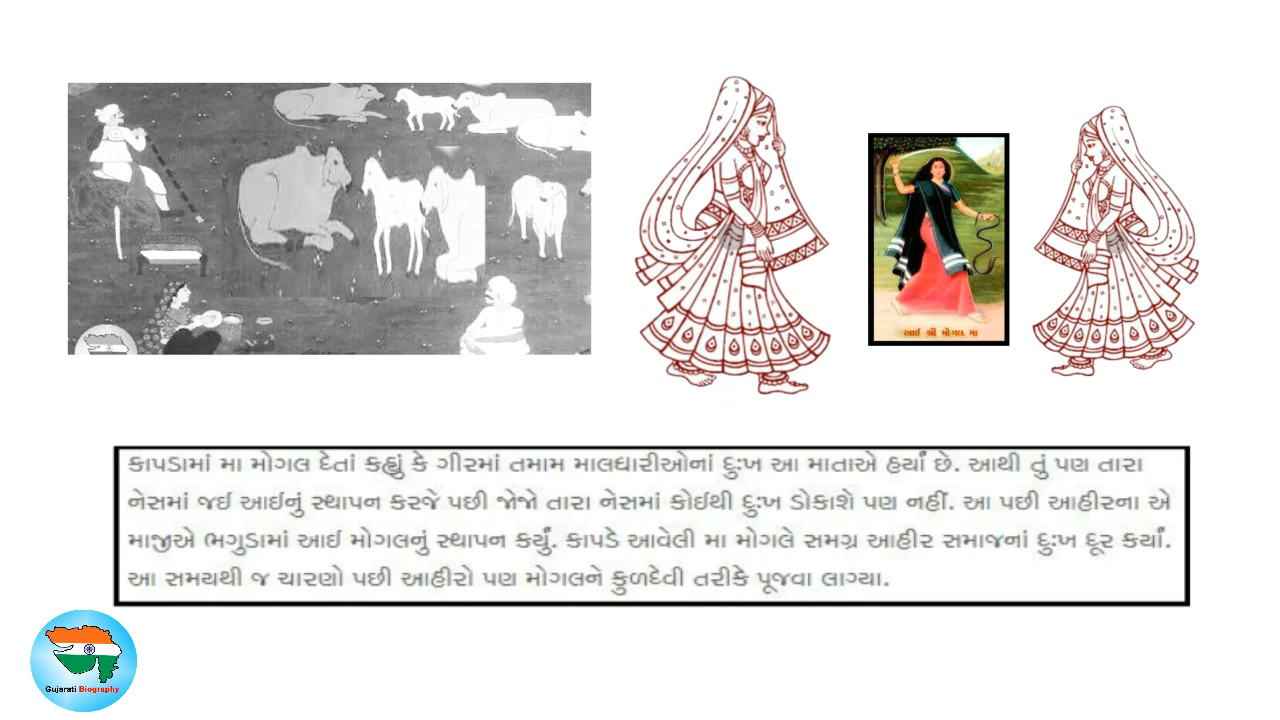 આઈ શ્રી મોગલ મા
કાપડામાં મા મોગલ દેતાં કહ્યું કે ગીરમાં તમામ માલધારીઓનાં દુઃખ આ માતાએ હર્યાં છે. આથી તું પણ તારા
નેસમાં જઈ આઈનું સ્થાપન કરજે પછી જોજો તારા નેસમાં કોઈથી દુઃખ ડોકાશે પણ નહીં. આ પછી આહીરના એ
માજીએ ભગુડામાં આઈ મોગલનું સ્થાપન કર્યું. કાપડે આવેલી મા મોગલે સમગ્ર આહીર સમાજનાં દુઃખ દૂર કર્યાં.
આ સમયથી જ ચારણો પછી આહીરો પણ મોગલને કુળદેવી તરીકે પૂજવા લાગ્યા.
Gujarati Biography